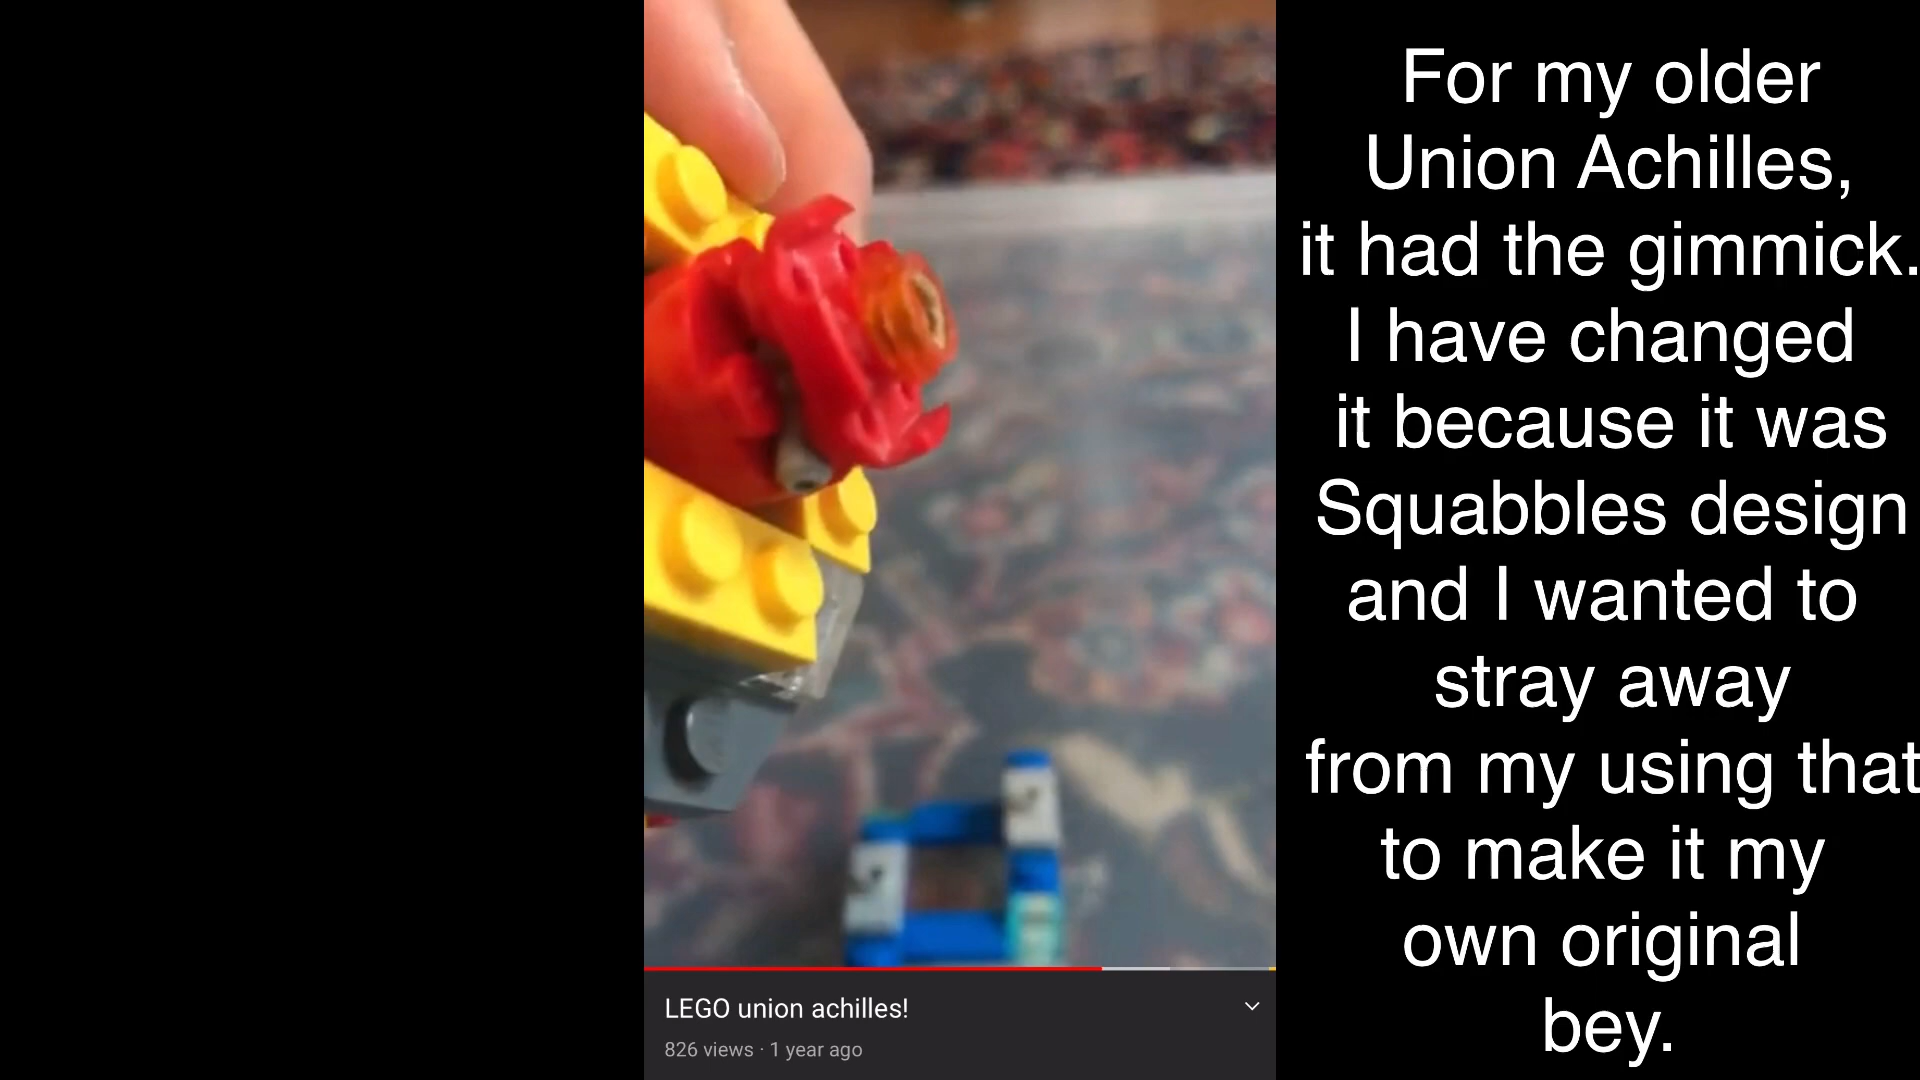 For my older
Union Achilles,
it had the gimmick.
I have changed
it because it was
Squabbles design
and I wanted to
stray away
from my using that
to make it my
own original
bey.
LEGO union achilles!
826 views · 1 year ago